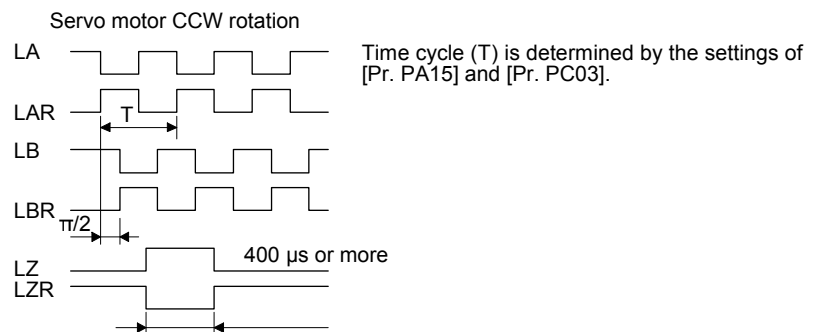 Servo motor CCW rotation
LA
Time cycle (T) is determined by the settings of
[Pr. PA15] and [Pr. PC03].
LAR
T
LB
LBR
π/2
400 μs or more
LZ
LZR